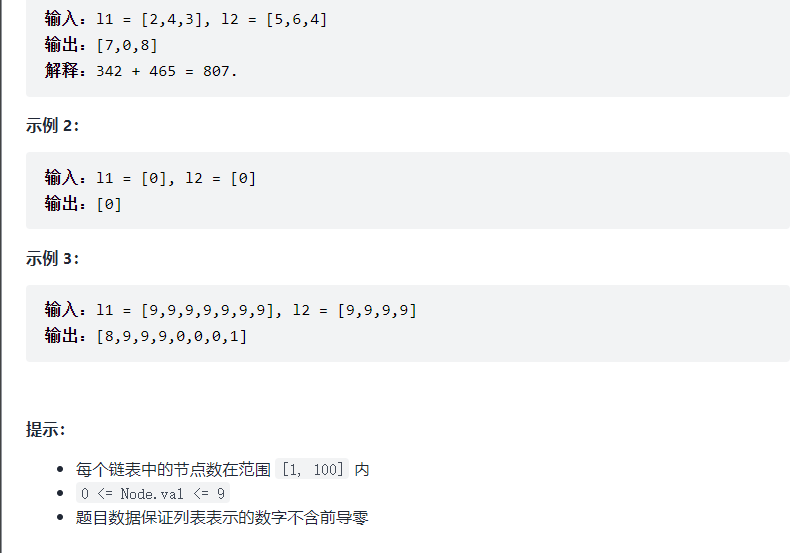 输入：l1 = [2,4,3], l2 = [5,6,4]
输出：[7,0,8]
解释：342 + 465 = 807.
示例 2：
输入：l1 = [0], l2 = [0]
输出：[0]
示例 3：
输入：l1 = [9,9,9,9,9,9,9], l2 = [9,9,9,9]
输出：[8,9,9,9,0,0,0,1]
提示：
• 每个链表中的节点数在范围 [1, 100] 内
• 0 <= Node.val <= 9
• 题目数据保证列表表示的数字不含前导零